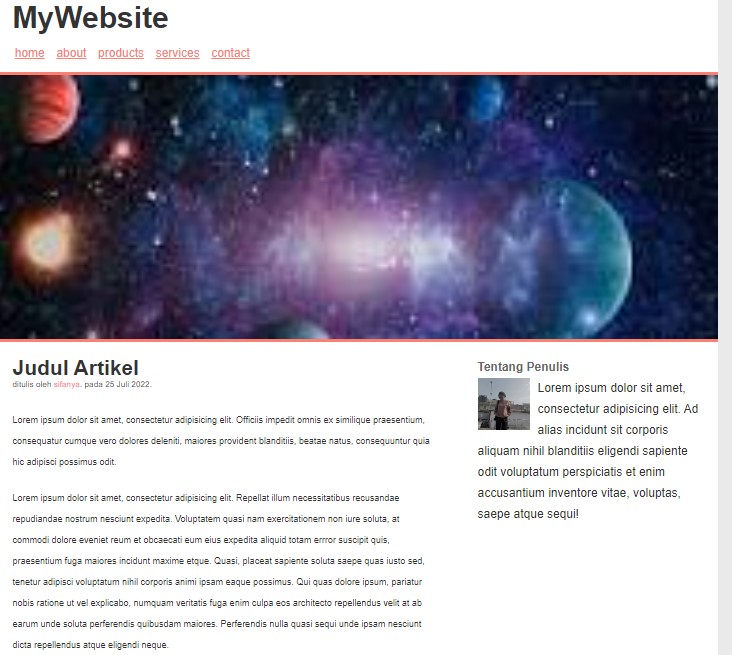 MyWebsite
home about products services contact
Judul Artikel
ditulis oleh sifanya. pada 25 Juli 2022.
Lorem ipsum dolor sit amet, consectetur adipisicing elit. Officiis impedit omnis ex similique praesentium,
consequatur cumque vero dolores deleniti, maiores provident blanditiis, beatae natus, consequuntur quia
hic adipisci possimus odit.
Lorem ipsum dolor sit amet, consectetur adipisicing elit. Repellat illum necessitatibus recusandae
repudiandae nostrum nesciunt expedita. Voluptatem quasi nam exercitationem non iure soluta, at
commodi dolore eveniet reum et obcaecati eum eius expedita aliquid totam errror suscipit quis,
praesentium fuga maiores incidunt maxime etque. Quasi, placeat sapiente soluta saepe quas iusto sed,
tenetur adipisci voluptatum nihil corporis animi ipsam eaque possimus. Qui quas dolore ipsum, pariatur
nobis ratione ut vel explicabo, numquam veritatis fuga enim culpa eos architecto repellendus velit at ab
earum unde soluta perferendis quibusdam maiores. Perferendis nulla quasi sequi unde ipsam nesciunt
dicta repellendus atque eligendi neque.
Tentang Penulis
Lorem ipsum dolor sit amet,
consectetur adipisicing elit. Ad
alias incidunt sit corporis
aliquam nihil blanditiis eligendi sapiente
odit voluptatum perspiciatis et enim
accusantium inventore vitae, voluptas,
saepe atque sequi!